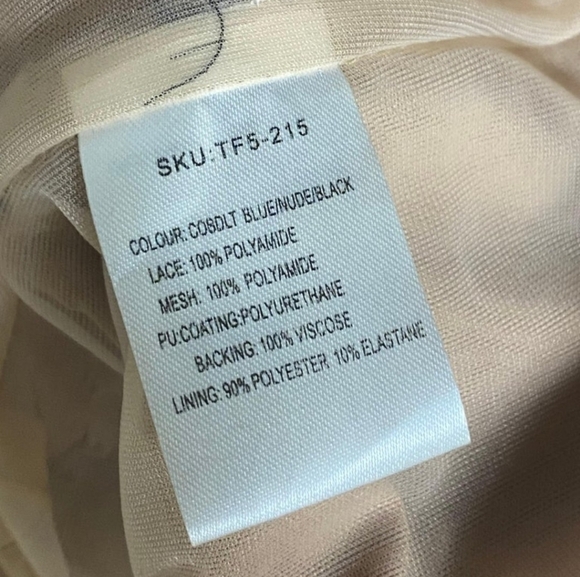 SKU:TF5-215
COLOUR: COBDLT BLUE/NUDE/BLACK
LACE: 100% POLYAMIDE
MESH: 100% POLYAMIDE
PU:COATING:POLYURETHANE
BACKING: 100% VISCOSE
LINING: 90% POLYESTER 10% ELASTANE